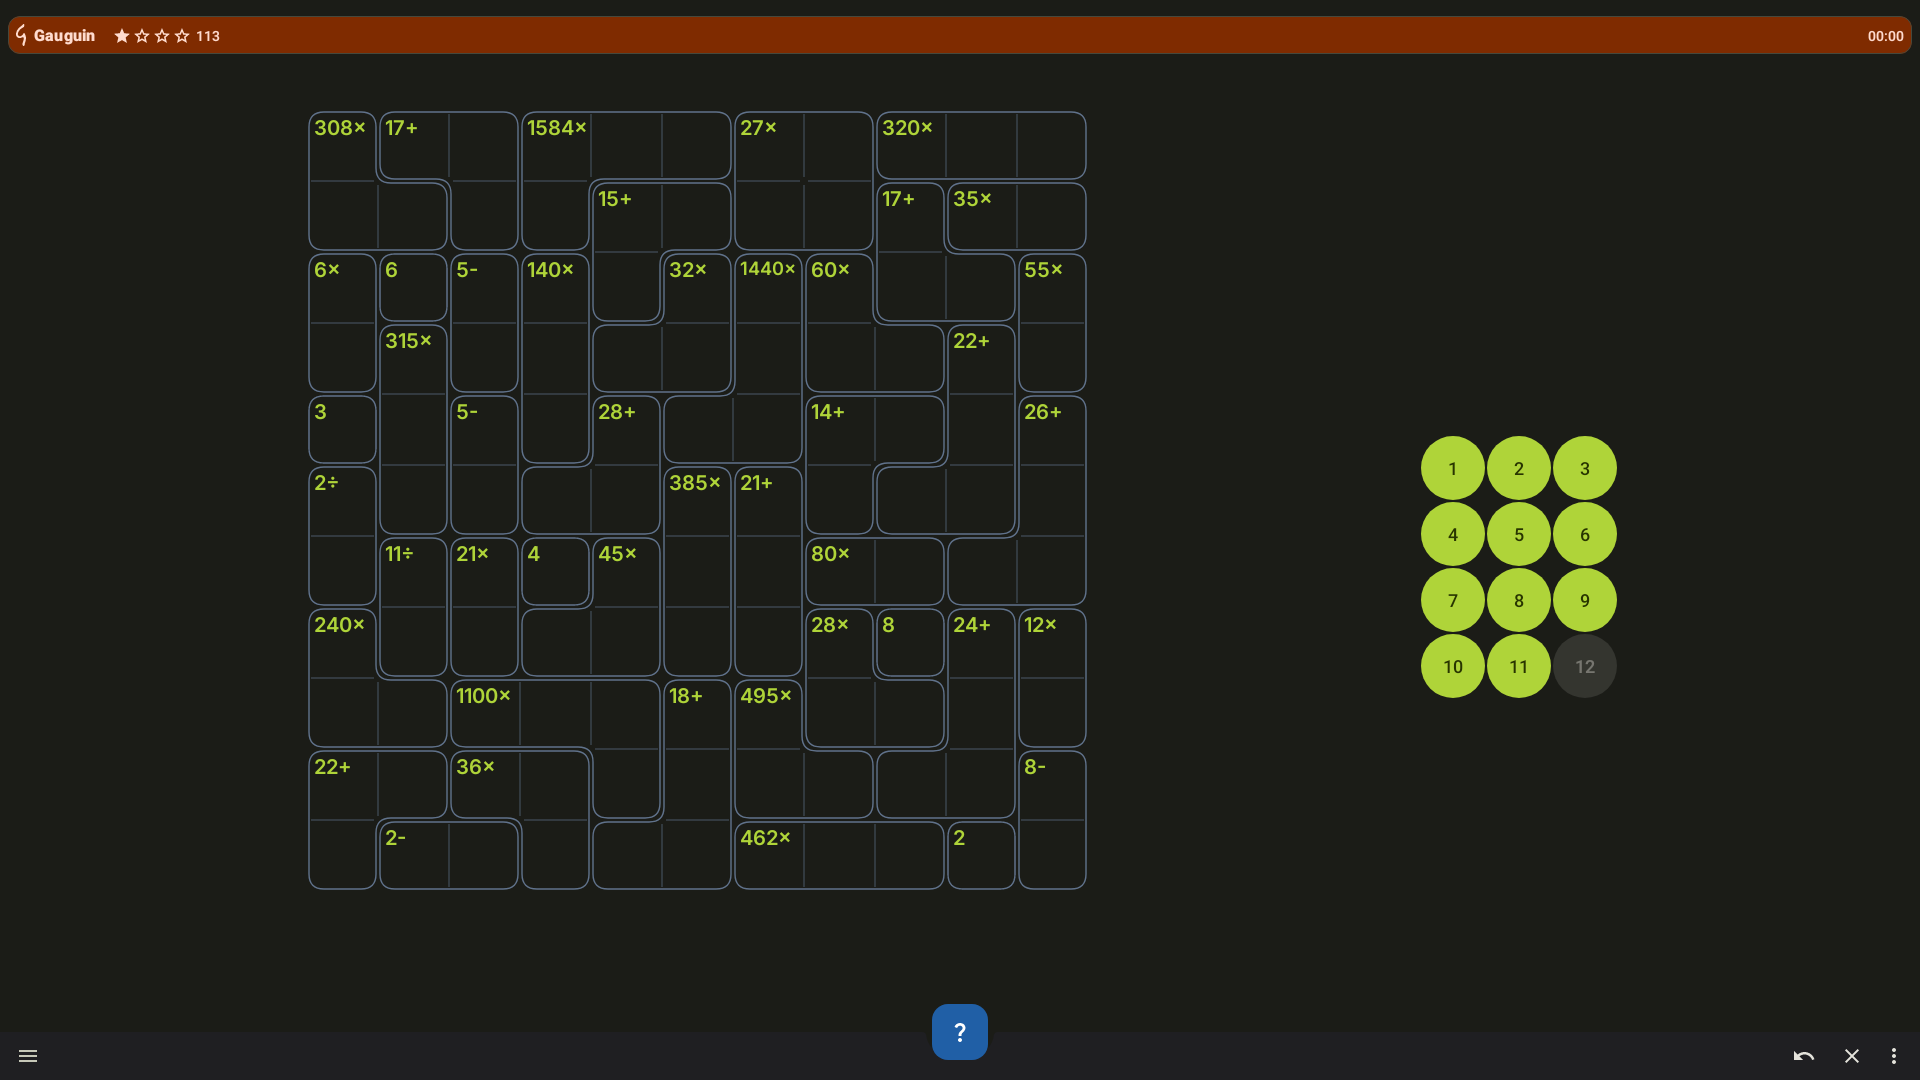 Gauguin 113 00:00
308× 17+ 1584× 27× 320×
15+ 17+ 35×
6× 6 5- 140× 32× 1440× 60× 55×
315× 22+
3 5- 28+ 14+ 26+
2÷ 385× 21+
11÷ 21× 4 45× 80×
240× 28× 8 24+ 12×
1100× 18+ 495×
22+ 36× 8-
2- 462× 2
1 2 3
4 5 6
7 8 9
10 11 12
?